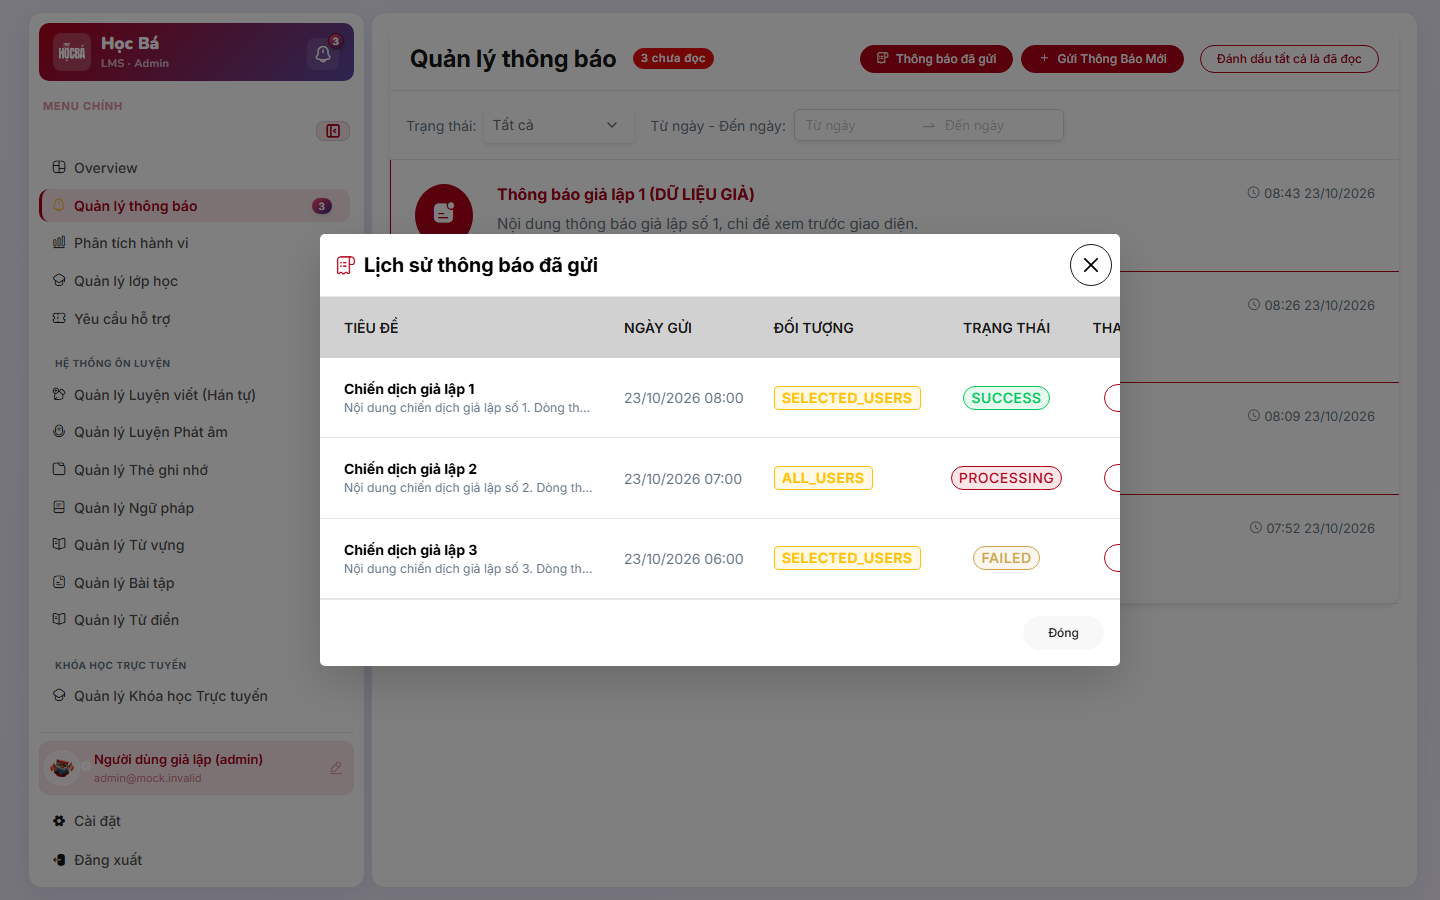 HỌCBÁ
Học Bá
LMS - Admin
3
MENU CHÍNH
Overview
Quản lý thông báo
3
Phân tích hành vi
Quản lý lớp học
Yêu cầu hỗ trợ
HỆ THỐNG ÔN LUYỆN
Quản lý Luyện viết (Hán tự)
Quản lý Luyện Phát âm
Quản lý Thẻ ghi nhớ
Quản lý Ngữ pháp
Quản lý Từ vựng
Quản lý Bài tập
Quản lý Từ điển
KHÓA HỌC TRỰC TUYẾN
Quản lý Khóa học Trực tuyến
Người dùng giả lập (admin)
admin@mock.invalid
Cài đặt
Đăng xuất
Quản lý thông báo
3 chưa đọc
Thông báo đã gửi
Gửi Thông Báo Mới
Đánh dấu tất cả là đã đọc
Trạng thái:
Tất cả
Từ ngày - Đến ngày:
Từ ngày
Đến ngày
Thông báo giả lập 1 (DỮ LIỆU GIẢ)
08:43 23/10/2026
Nội dung thông báo giả lập số 1, chỉ để xem trước giao diện.
08:26 23/10/2026
08:09 23/10/2026
07:52 23/10/2026
Lịch sử thông báo đã gửi
TIÊU ĐỀ
NGÀY GỬI
ĐỐI TƯỢNG
TRẠNG THÁI
THA
Chiến dịch giả lập 1
Nội dung chiến dịch giả lập số 1. Dòng th...
23/10/2026 08:00
SELECTED_USERS
SUCCESS
Chiến dịch giả lập 2
Nội dung chiến dịch giả lập số 2. Dòng th...
23/10/2026 07:00
ALL_USERS
PROCESSING
Chiến dịch giả lập 3
Nội dung chiến dịch giả lập số 3. Dòng th...
23/10/2026 06:00
SELECTED_USERS
FAILED
Đóng